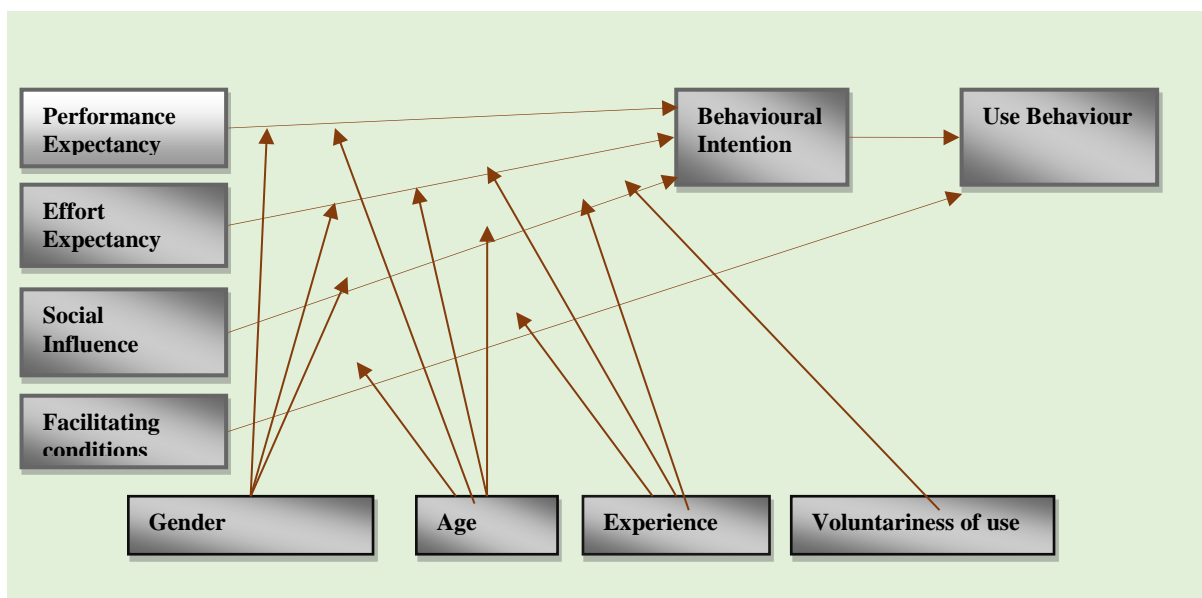 Performance
Expectancy
Behavioural
Intention
Use Behaviour
Effort
Expectancy
Social
Influence
Facilitating
conditions
Gender
Age
Experience
Voluntariness of use